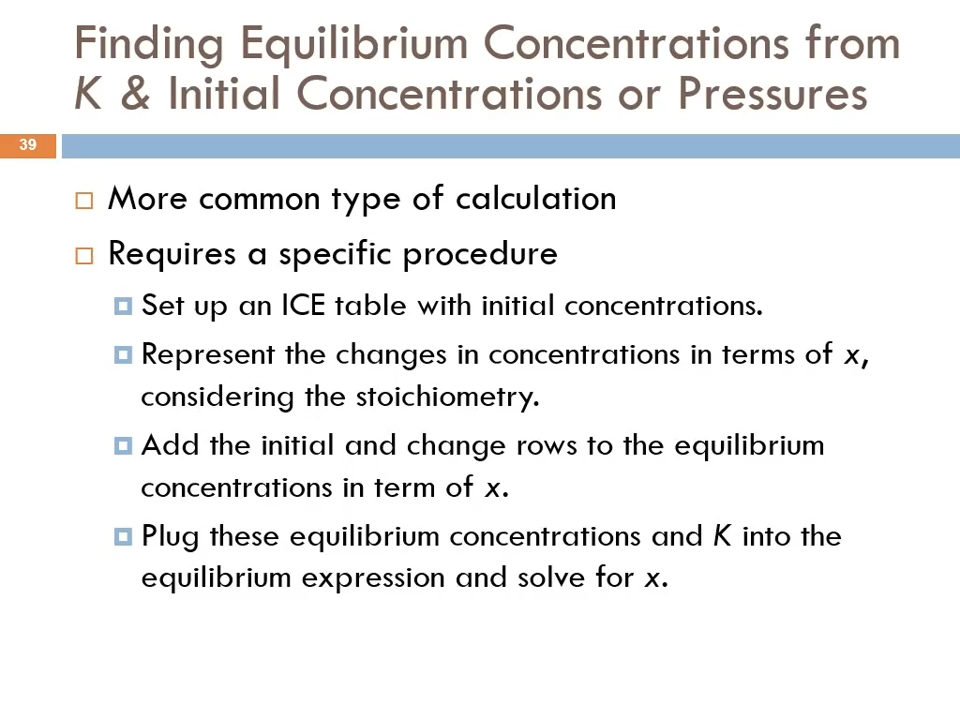 Finding Equilibrium Concentrations from
K & Initial Concentrations or Pressures
39
More common type of calculation
Requires a specific procedure
Set up an ICE table with initial concentrations.
Represent the changes in concentrations in terms of x,
considering the stoichiometry.
Add the initial and change rows to the equilibrium
concentrations in term of x.
Plug these equilibrium concentrations and K into the
equilibrium expression and solve for x.